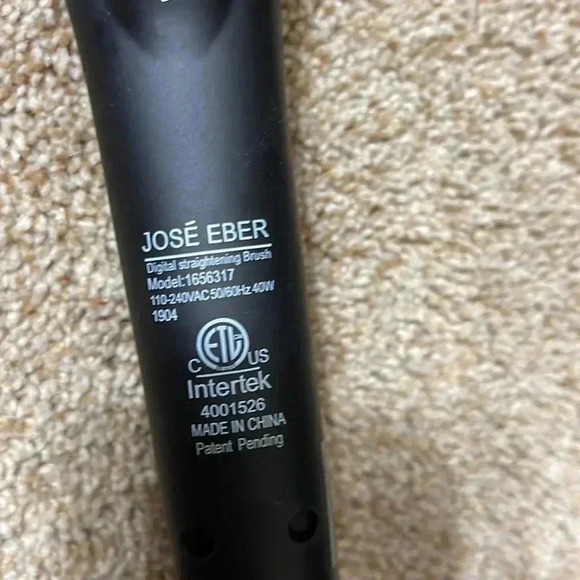 JOSÉ EBER
Digital straightening Brush
Model:1656317
110-240VAC 50/60Hz 40W
1904
ETL
C US
Intertek
4001526
MADE IN CHINA
Patent Pending